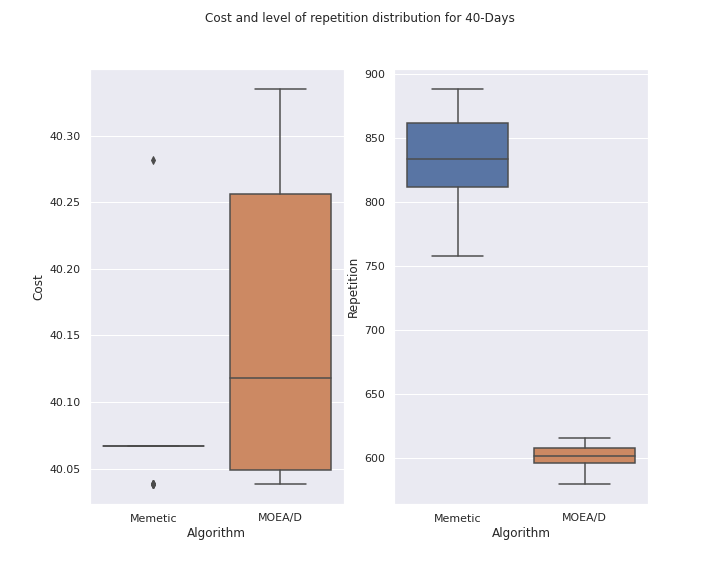 Cost and level of repetition distribution for 40-Days
Cost
40.30
40.25
40.20
40.15
40.10
40.05
Memetic
MOEA/D
Algorithm
Repetition
900
850
800
750
700
650
600
Memetic
MOEA/D
Algorithm